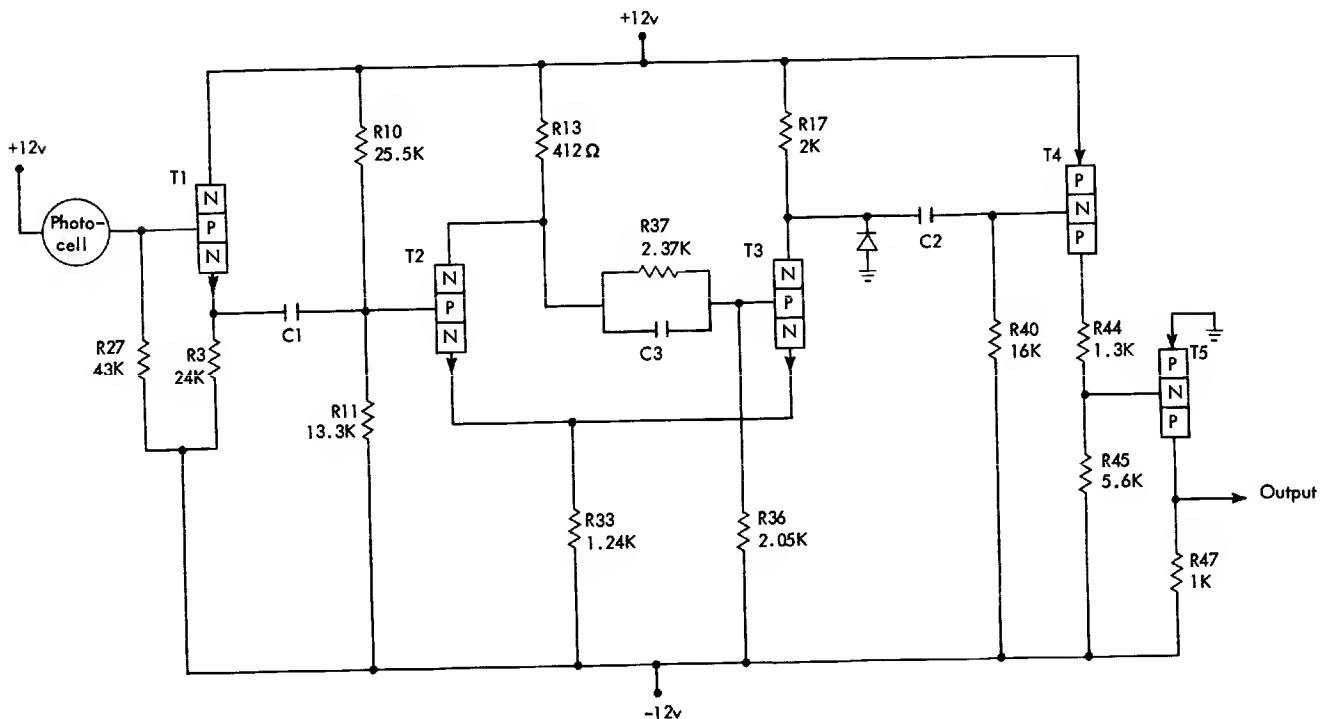 +12v
+12v
Photo-
cell
T1
N
P
N
R10
25.5K
R13
412 Ω
R17
2K
T4
P
N
P
R37
2.37K
T2
N
P
N
T3
N
P
N
C1
C2
C3
R27
43K
R3
24K
R11
13.3K
R40
16K
R44
1.3K
T5
P
N
P
R33
1.24K
R36
2.05K
R45
5.6K
Output
R47
1K
-12v